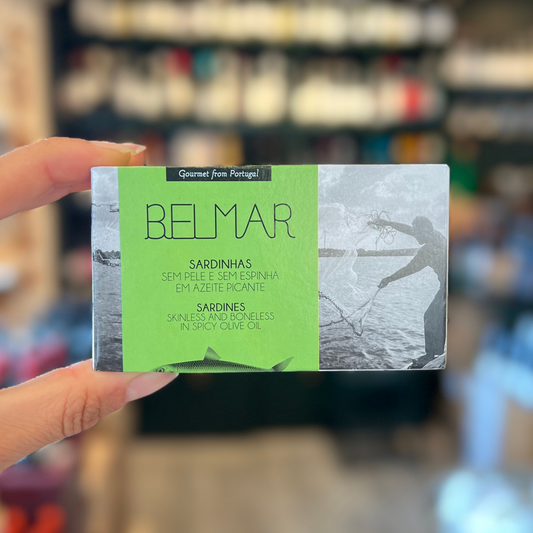 Gourmet from Portugal
BELMAR
SARDINHAS
SEM PELE E SEM ESPINHA
EM AZEITE PICANTE
SARDINES
SKINLESS AND BONELESS
IN SPICY OLIVE OIL